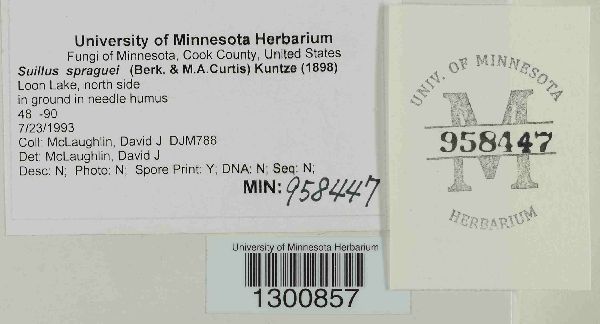 University of Minnesota Herbarium
Fungi of Minnesota, Cook County, United States
Suillus spraguei (Berk. & M.A.Curtis) Kuntze (1898)
Loon Lake, north side
in ground in needle humus
48 -90
7/23/1993
Coll: McLaughlin, David J DJM788
Det: McLaughlin, David J
Desc: N; Photo: N; Spore Print: Y; DNA: N; Seq: N;
MIN: 958447
UNIV. OF MINNESOTA
M
958447
HERBARIUM
University of Minnesota Herbarium
1300857